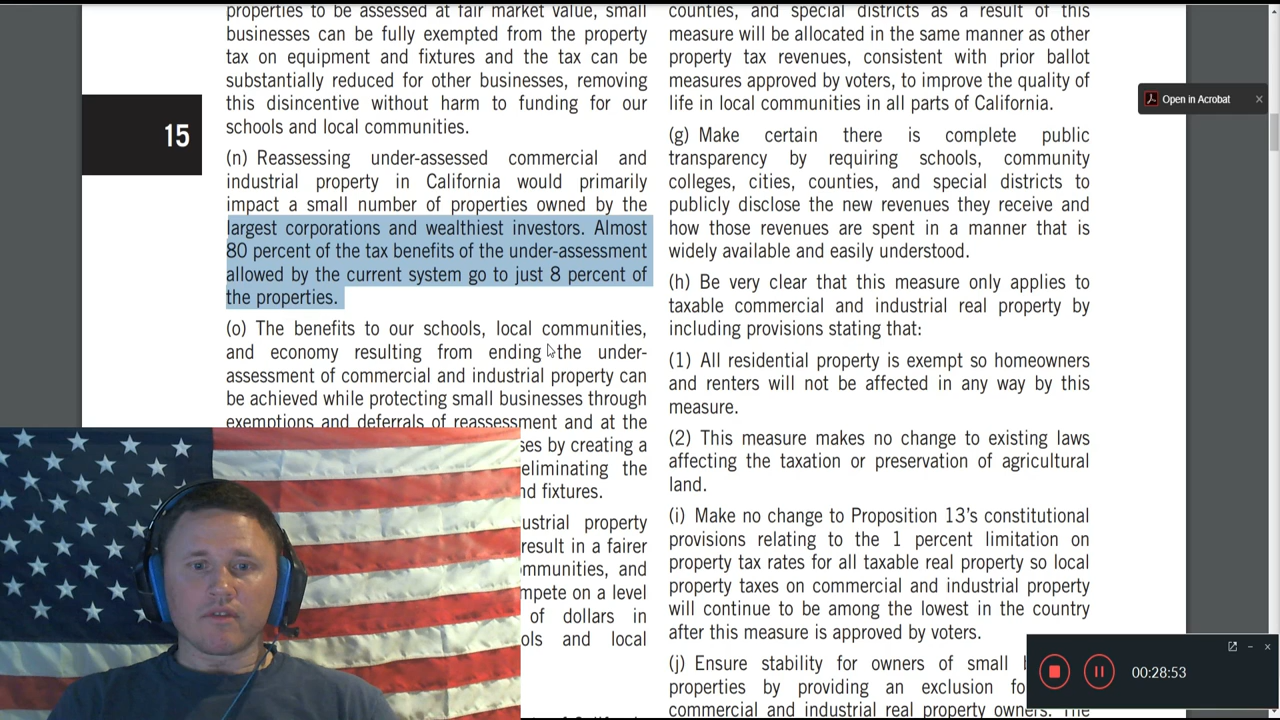 properties to be assessed at fair market value, small
businesses can be fully exempted from the property
tax on equipment and fixtures and the tax can be
substantially reduced for other businesses, removing
this disincentive without harm to funding for our
schools and local communities.
15
(n) Reassessing under-assessed commercial and
industrial property in California would primarily
impact a small number of properties owned by the
largest corporations and wealthiest investors. Almost
80 percent of the tax benefits of the under-assessment
allowed by the current system go to just 8 percent of
the properties.
(o) The benefits to our schools, local communities,
and economy resulting from ending the under-
assessment of commercial and industrial property can
be achieved while protecting small businesses through
exemptions and deferrals of reassessment and at the
ses by creating a
eliminating the
nd fixtures.
ustrial property
result in a fairer
mmunities, and
mpete on a level
of dollars in
ols and local
counties, and special districts as a result of this
measure will be allocated in the same manner as other
property tax revenues, consistent with prior ballot
measures approved by voters, to improve the quality of
life in local communities in all parts of California.
(g) Make certain there is complete public
transparency by requiring schools, community
colleges, cities, counties, and special districts to
publicly disclose the new revenues they receive and
how those revenues are spent in a manner that is
widely available and easily understood.
(h) Be very clear that this measure only applies to
taxable commercial and industrial real property by
including provisions stating that:
(1) All residential property is exempt so homeowners
and renters will not be affected in any way by this
measure.
(2) This measure makes no change to existing laws
affecting the taxation or preservation of agricultural
land.
(i) Make no change to Proposition 13's constitutional
provisions relating to the 1 percent limitation on
property tax rates for all taxable real property so local
property taxes on commercial and industrial property
will continue to be among the lowest in the country
after this measure is approved by voters.
(j) Ensure stability for owners of small
properties by providing an exclusion fo
commercial and industrial real property owners. The
Open in Acrobat
00:28:53